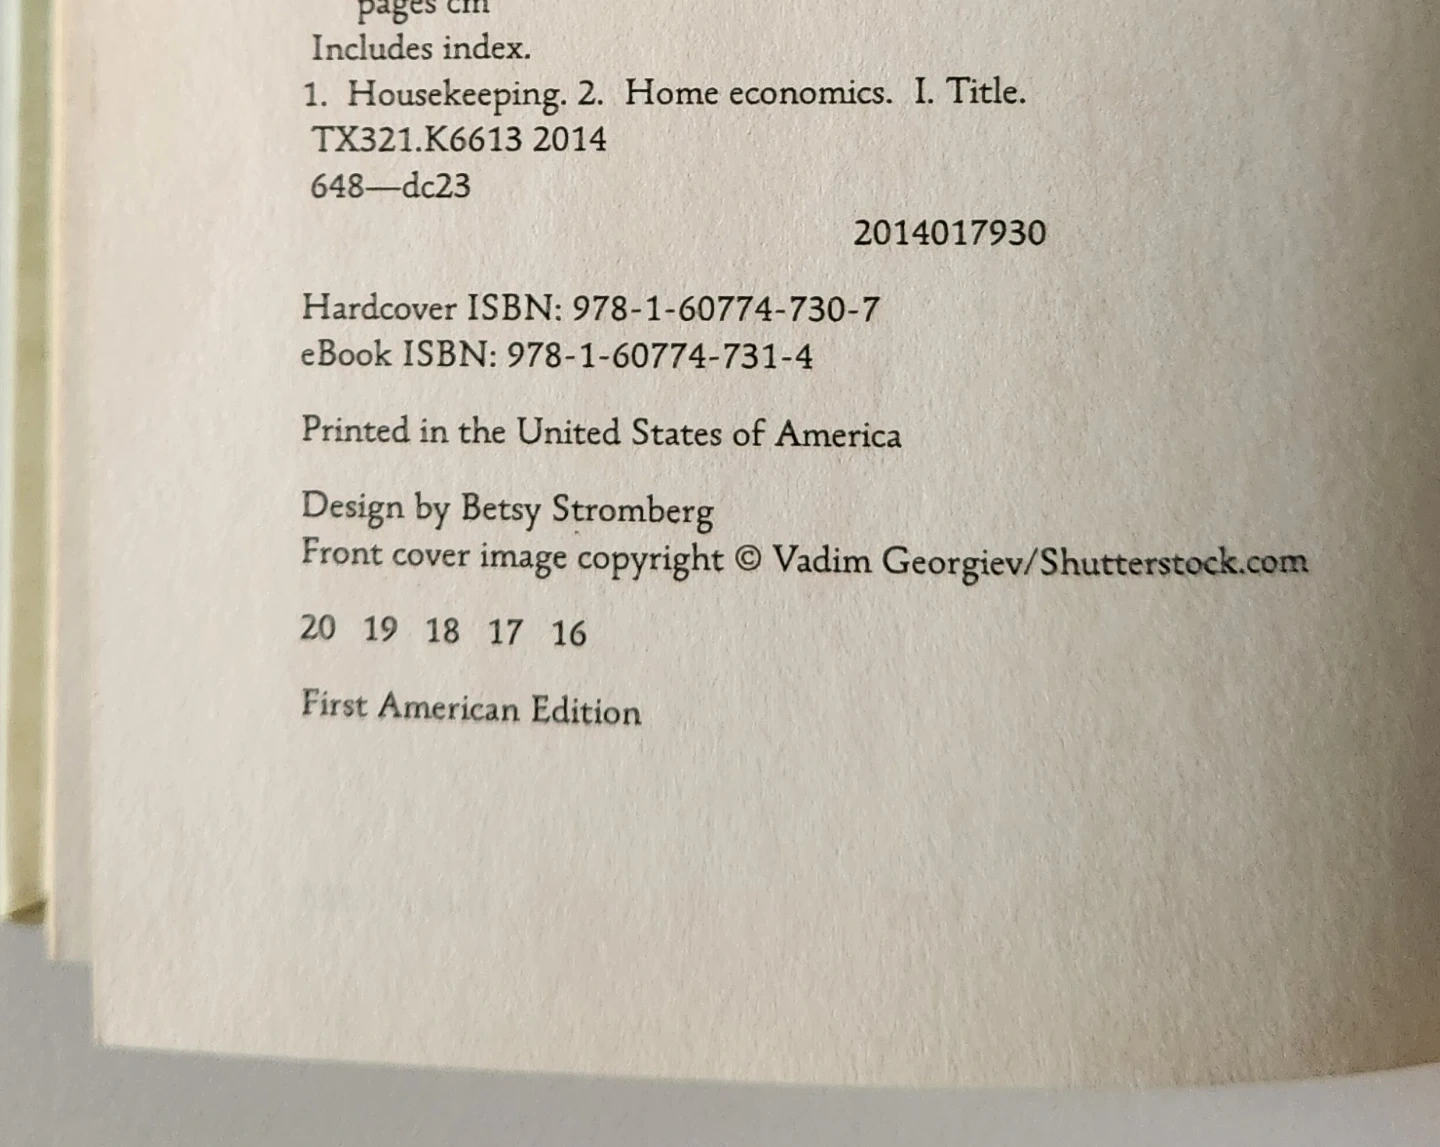 pages cm
Includes index.
1. Housekeeping. 2. Home economics. I. Title.
TX321.K6613 2014
648—dc23
2014017930
Hardcover ISBN: 978-1-60774-730-7
eBook ISBN: 978-1-60774-731-4
Printed in the United States of America
Design by Betsy Stromberg
Front cover image copyright © Vadim Georgiev/Shutterstock.com
20 19 18 17 16
First American Edition